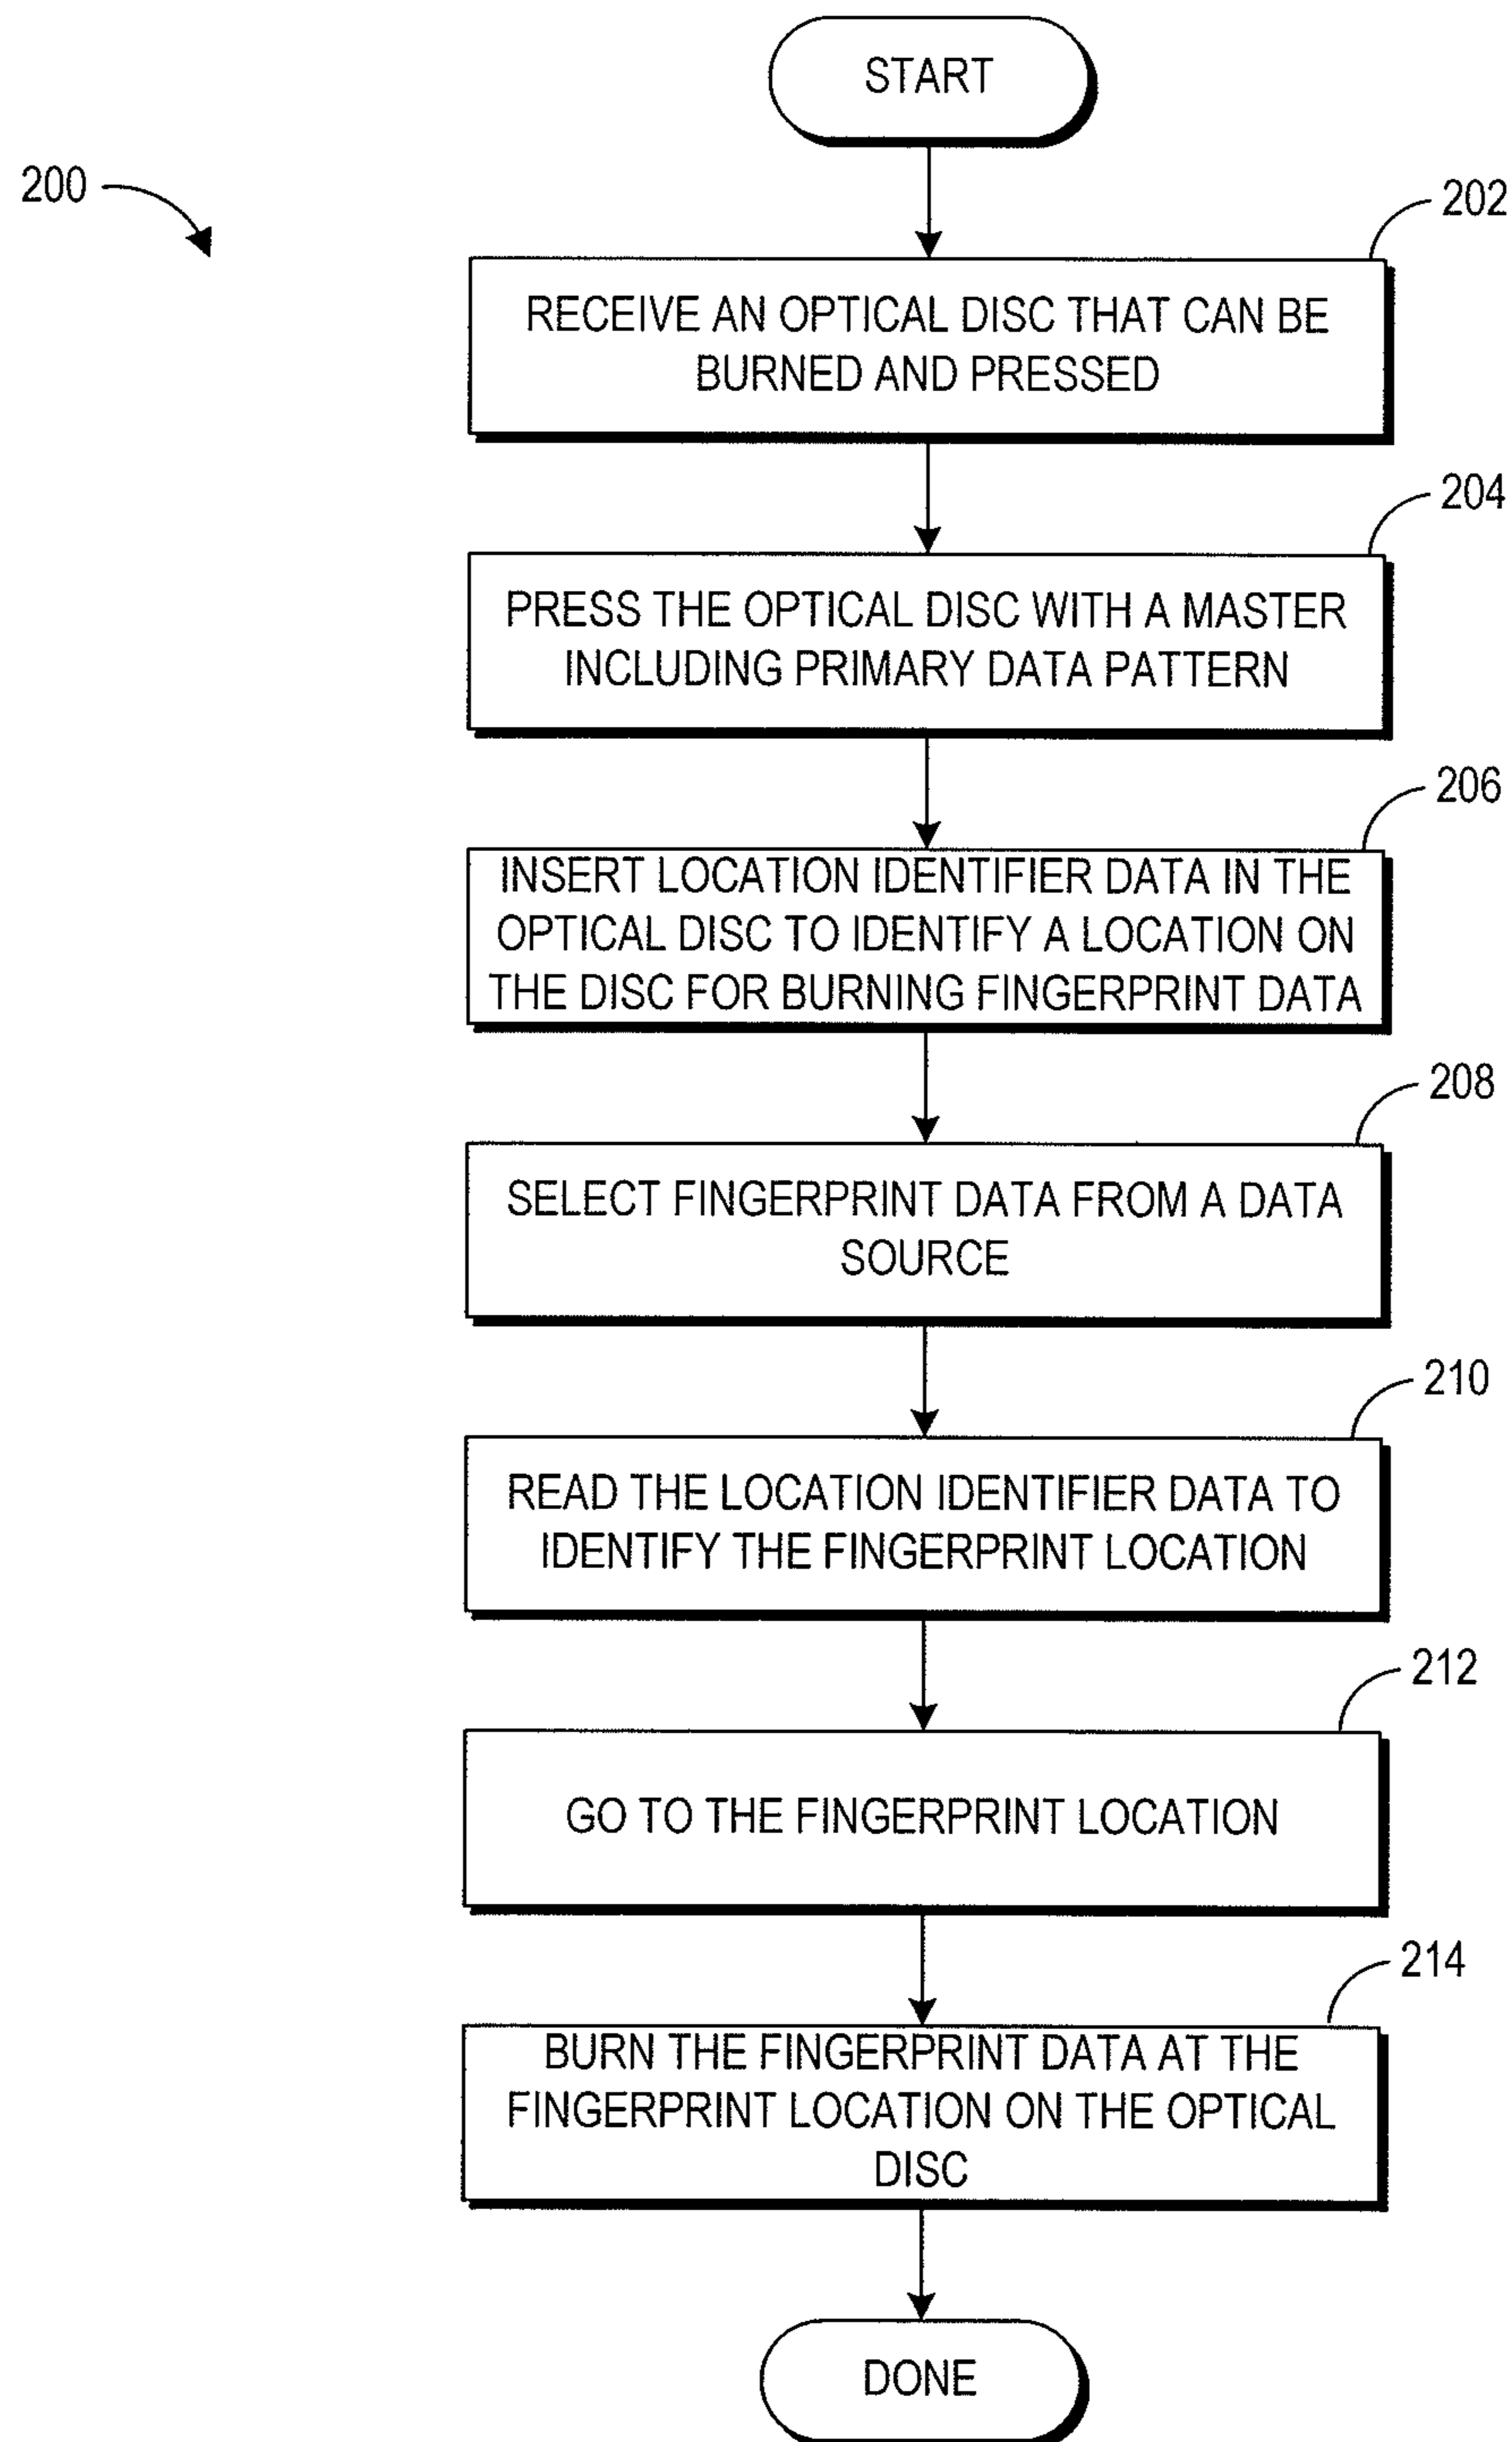 START
200
202
RECEIVE AN OPTICAL DISC THAT CAN BE
BURNED AND PRESSED
204
PRESS THE OPTICAL DISC WITH A MASTER
INCLUDING PRIMARY DATA PATTERN
206
INSERT LOCATION IDENTIFIER DATA IN THE
OPTICAL DISC TO IDENTIFY A LOCATION ON
THE DISC FOR BURNING FINGERPRINT DATA
208
SELECT FINGERPRINT DATA FROM A DATA
SOURCE
210
READ THE LOCATION IDENTIFIER DATA TO
IDENTIFY THE FINGERPRINT LOCATION
212
GO TO THE FINGERPRINT LOCATION
214
BURN THE FINGERPRINT DATA AT THE
FINGERPRINT LOCATION ON THE OPTICAL
DISC
DONE